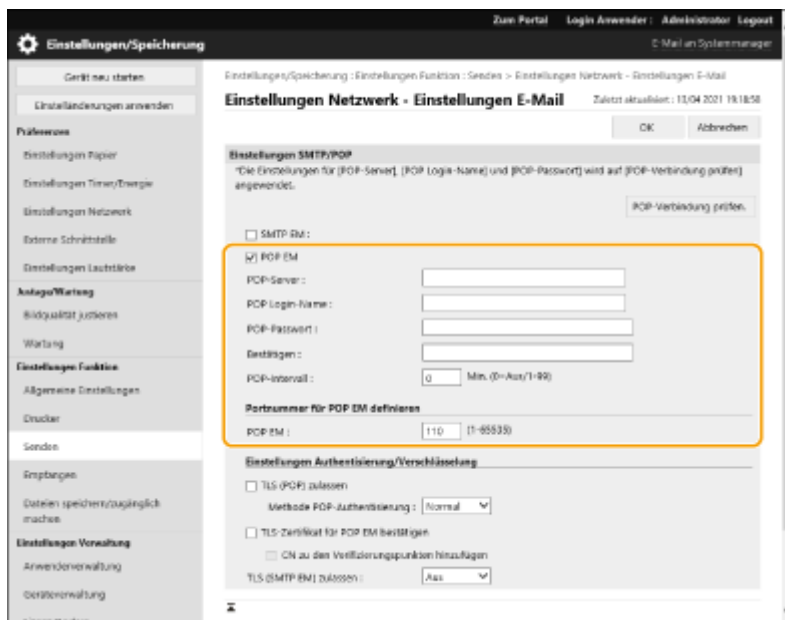 Zum Portal Login Anwender: Administrator Logout
Einstellungen/Speicherung
E-Mail an Systemmanager
Gerät neu starten
Einstelländerungen anwenden
Präferenzen
Einstellungen Papier
Einstellungen Timer/Energie
Einstellungen Netzwerk
Externe Schnittstelle
Einstellungen Lautstärke
Justage/Wartung
Bildqualität justieren
Wartung
Einstellungen Funktion
Allgemeine Einstellungen
Drucker
Senden
Empfangen
Dateien speichern/zugänglich
machen
Einstellungen Verwaltung
Anwenderverwaltung
Geräteverwaltung
Einstellungen/Speicherung : Einstellungen Funktion : Senden > Einstellungen Netzwerk - Einstellungen E-Mail
Einstellungen Netzwerk - Einstellungen E-Mail
Zuletzt aktualisiert : 13/04 2021 19:18:58
OK Abbrechen
Einstellungen SMTP/POP
*Die Einstellungen für [POP-Server], [POP Login-Name] und [POP-Passwort] wird auf [POP-Verbindung prüfen]
angewendet.
POP-Verbindung prüfen.
SMTP EM :
POP EM
POP-Server :
POP Login-Name :
POP-Passwort :
Bestätigen :
POP-Intervall : 0 Min. (0=Aus/1-99)
Portnummer für POP EM definieren
POP EM : 110 (1-65535)
Einstellungen Authentisierung/Verschlüsselung
TLS (POP) zulassen
Methode POP-Authentisierung : Normal
TLS-Zertifikat für POP EM bestätigen
CN zu den Verifizierungspunkten hinzufügen
TLS (SMTP EM) zulassen : Aus